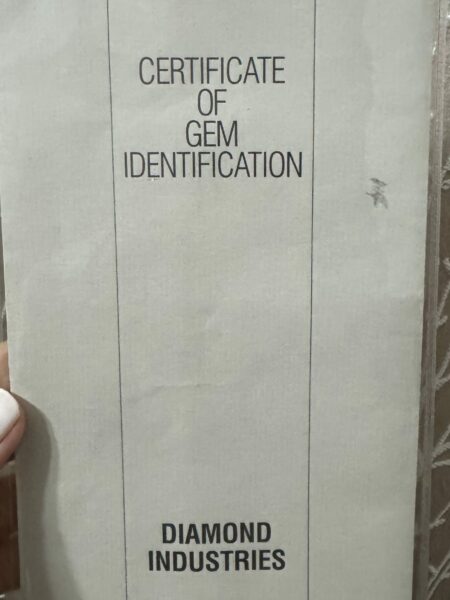 CERTIFICATE
OF
GEM
IDENTIFICATION
DIAMOND
INDUSTRIES